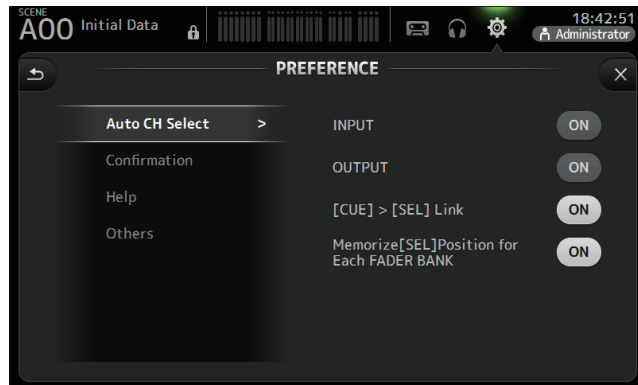 SCENE
A00 Initial Data
18:42:51
Administrator
PREFERENCE
Auto CH Select >
INPUT ON
Confirmation
OUTPUT ON
Help
[CUE] > [SEL] Link ON
Others
Memorize[SEL]Position for
Each FADER BANK ON